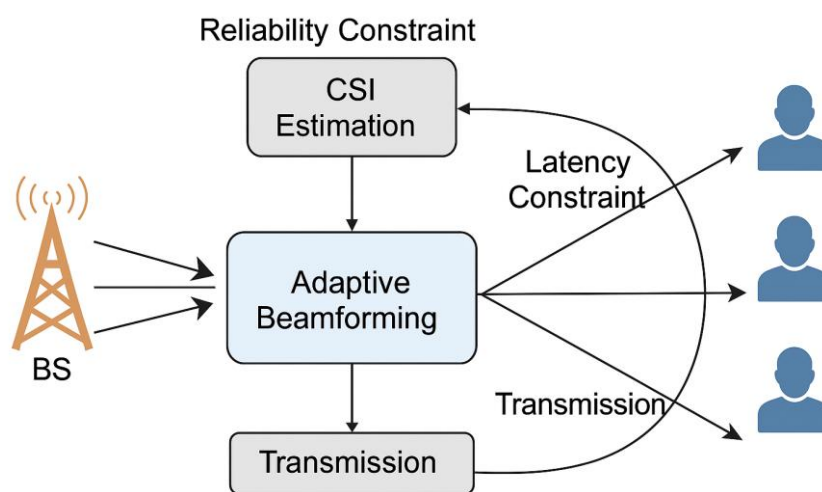 Reliability Constraint
CSI
Estimation
Latency
Constraint
BS
Adaptive
Beamforming
Transmission
Transmission